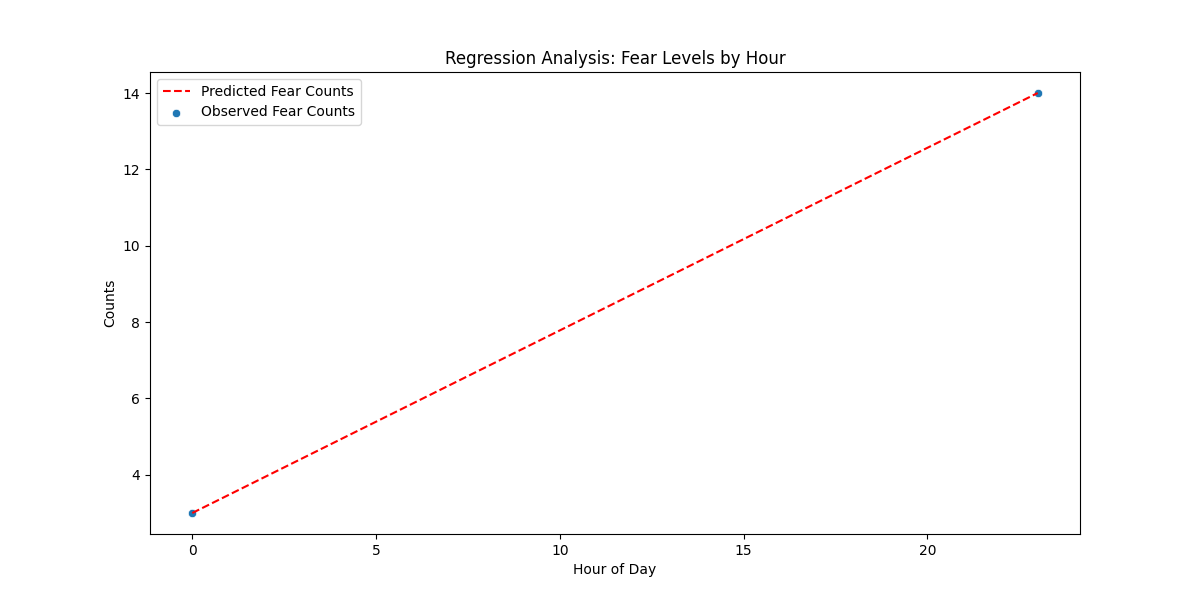 Regression Analysis: Fear Levels by Hour
Predicted Fear Counts
Observed Fear Counts
14
12
10
8
6
4
Counts
0 5 10 15 20
Hour of Day